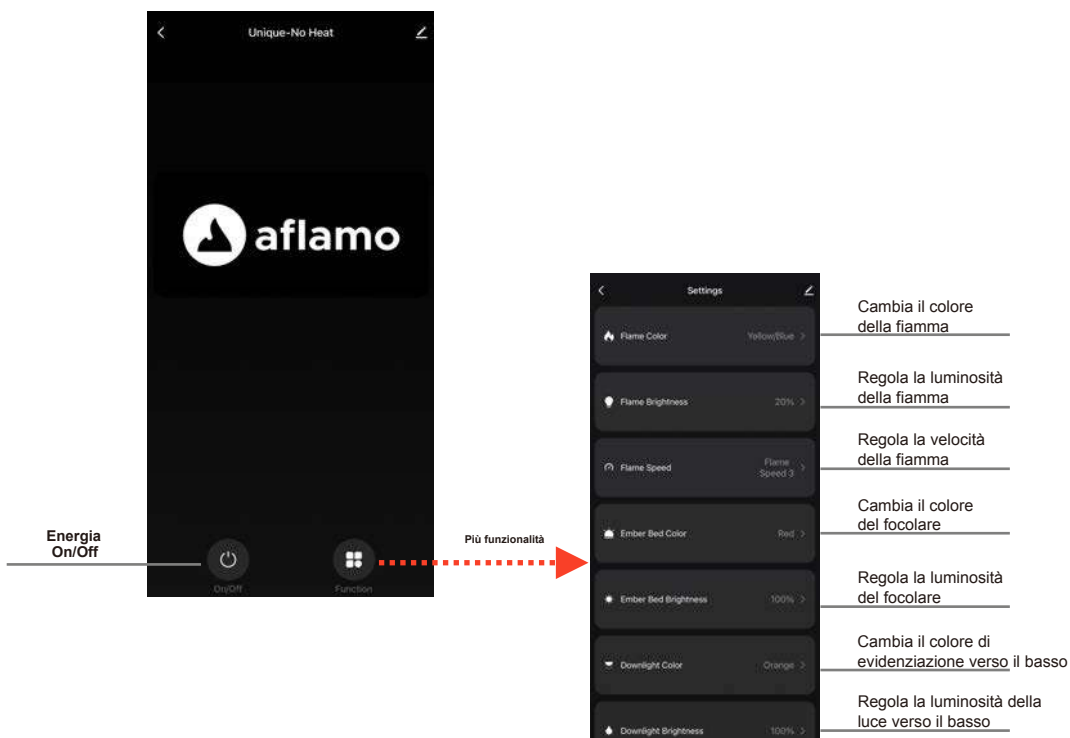 Unique-No Heat
aflamo
Energia
On/Off
On/Off
Function
Più funzionalità
Settings
Flame Color
Yellow/Blue
Cambia il colore
della fiamma
Flame Brightness
20%
Regola la luminosità
della fiamma
Flame Speed
Flame
Speed 3
Regola la velocità
della fiamma
Ember Bed Color
Red
Cambia il colore
del focolare
Ember Bed Brightness
100%
Regola la luminosità
del focolare
Downlight Color
Orange
Cambia il colore di
evidenziazione verso il basso
Downlight Brightness
100%
Regola la luminosità della
luce verso il basso